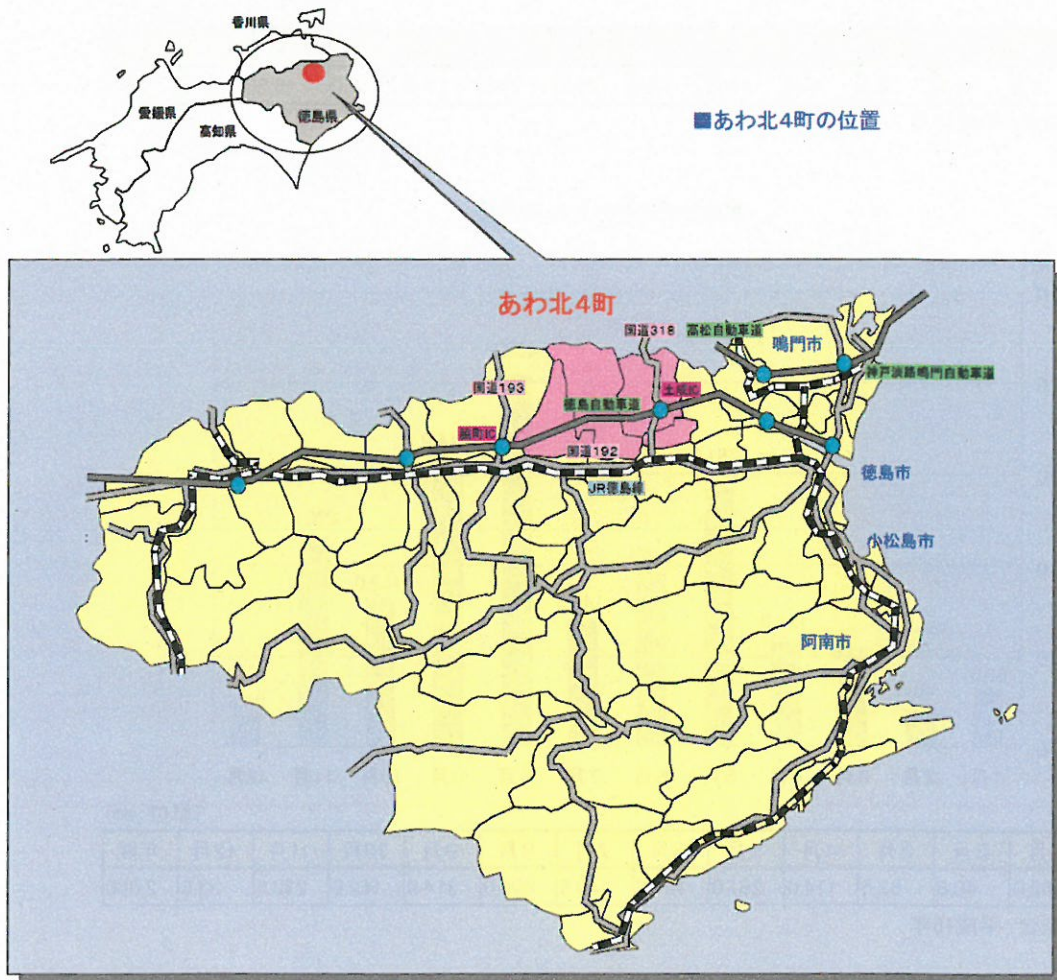 香川県
愛媛県
徳島県
高知県
■あわ北4町の位置
あわ北4町
国道318
高松自動車道
鳴門市
神戸淡路鳴門自動車道
国道193
徳島自動車道
土成IC
脇町IC
国道192
JR徳島線
徳島市
小松島市
阿南市